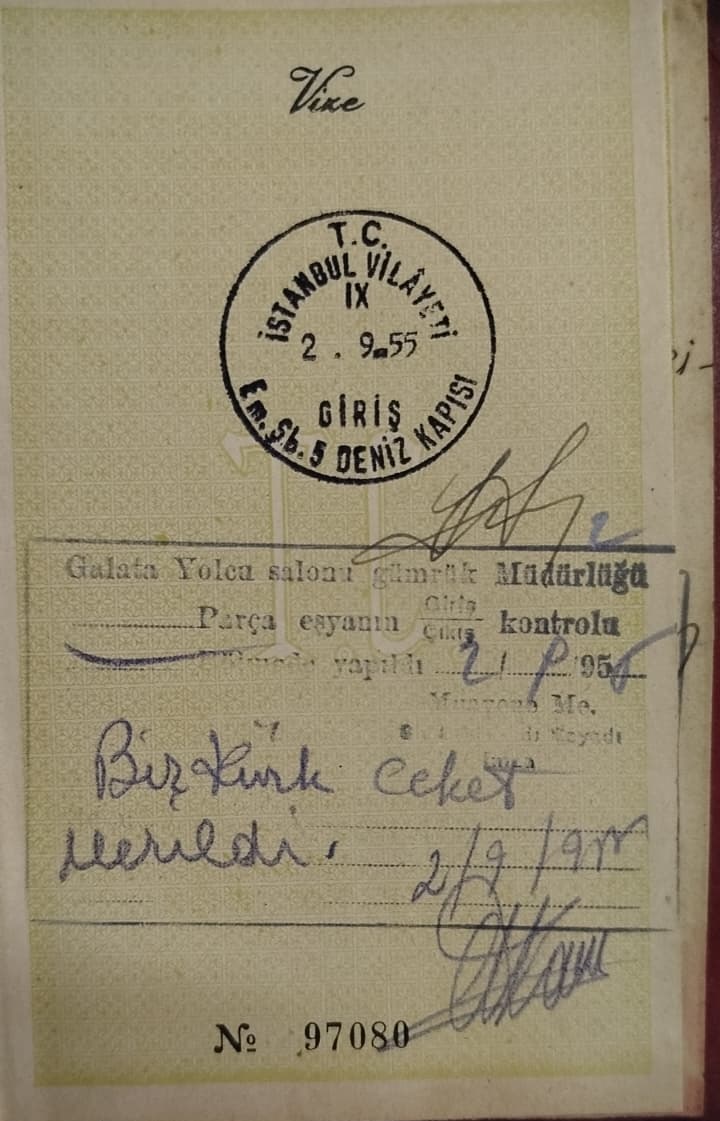 Vize
T.C.
İSTANBUL VİLÂYETİ
IX
2 . 9.55
GİRİŞ
Em. Şb. 5 DENİZ KAPISI
2
Galata Yolcu salonu gümrük Müdürlüğü
Parça eşyanın Giriş Çıkış kontrolu
yapıldı 2/9/955
Muayene Me.
Soyadı
İmza
Bir Kürk Ceket
verildi.
2/9/955
№ 97080